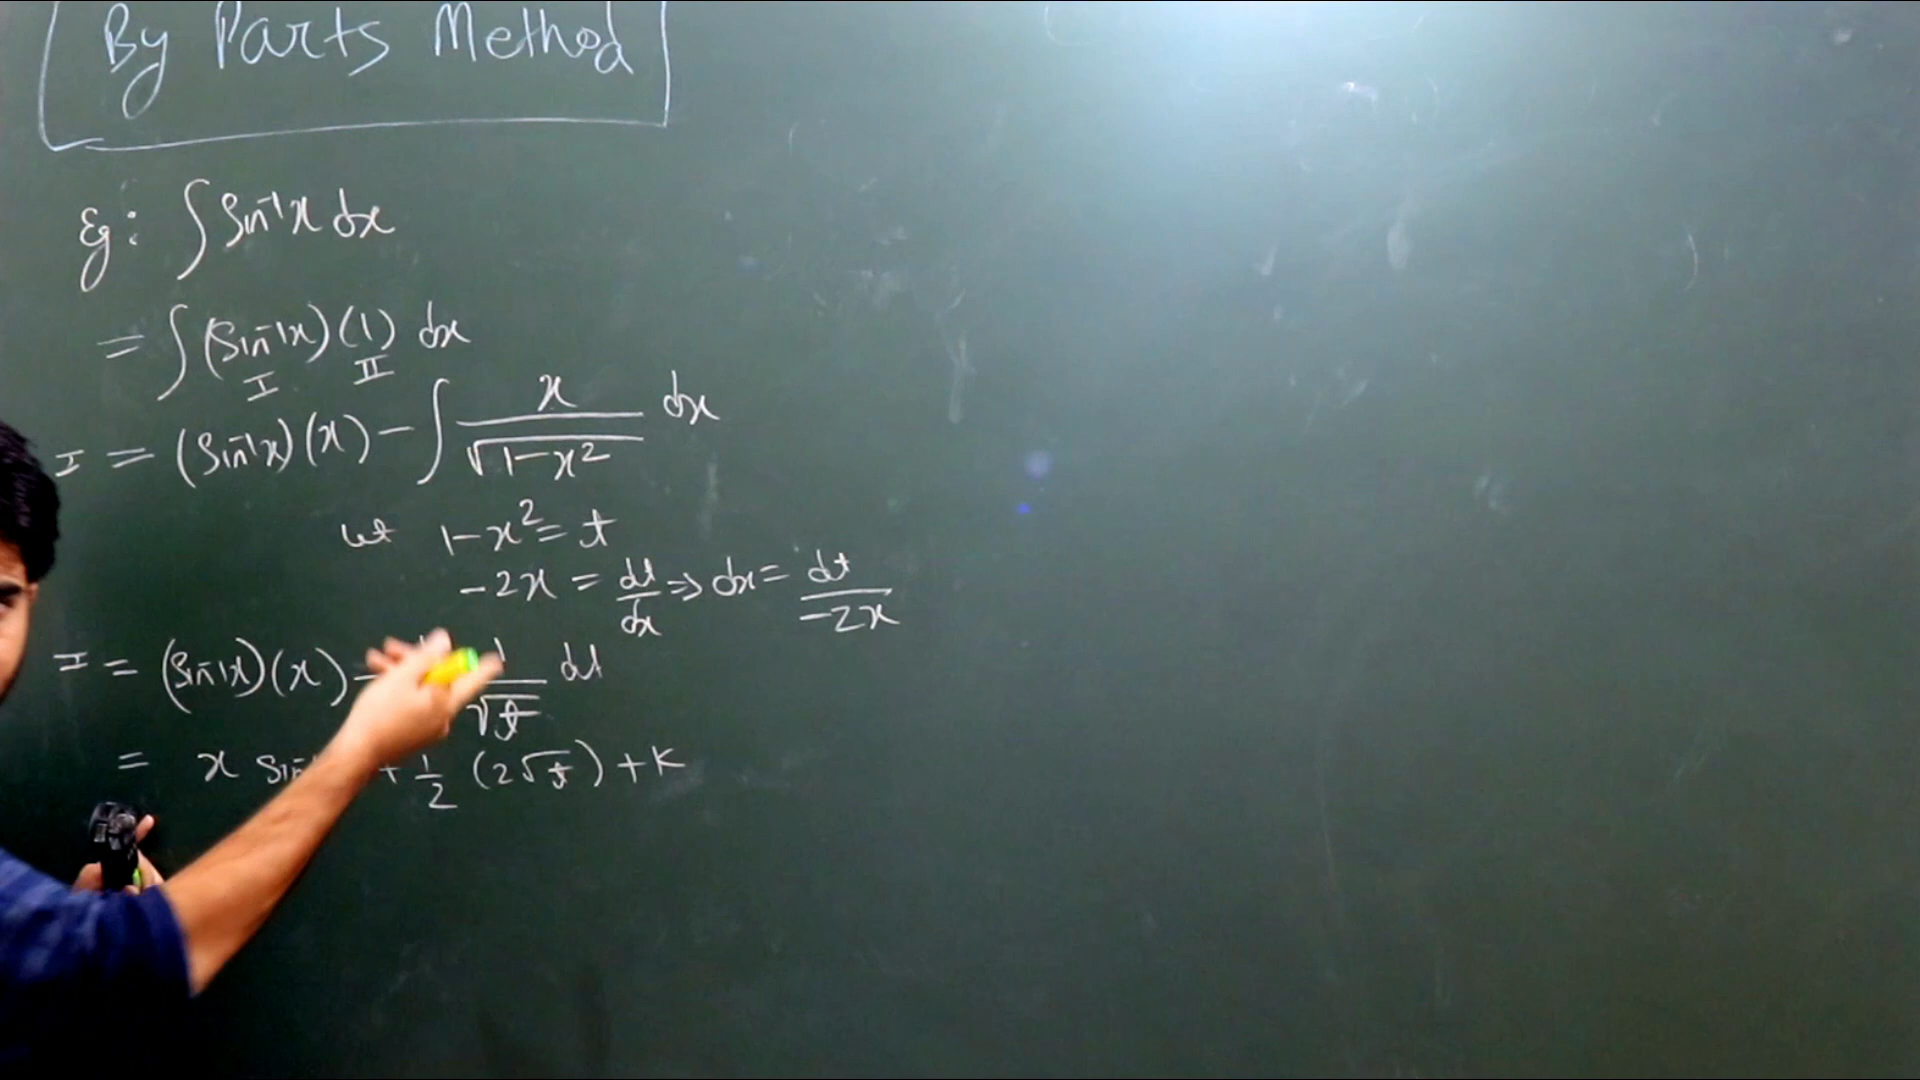 By Parts Method
Eg: ∫ Sin⁻¹x dx
= ∫ (Sin⁻¹x) (1) dx
I II
I = (Sin⁻¹x) (x) − ∫ x / √(1−x²) dx
let 1−x² = t
−2x = dt/dx ⇒ dx = dt/−2x
I = (Sin⁻¹x) (x) 1/√t dt
= x + 1/2 (2√t) + K